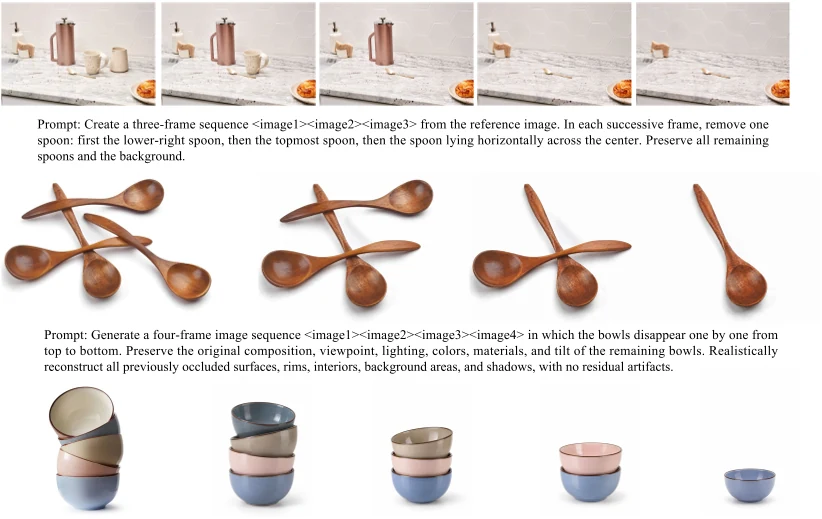 Prompt: Create a three-frame sequence <image1><image2><image3> from the reference image. In each successive frame, remove one
spoon: first the lower-right spoon, then the topmost spoon, then the spoon lying horizontally across the center. Preserve all remaining
spoons and the background.
Prompt: Generate a four-frame image sequence <image1><image2><image3><image4> in which the bowls disappear one by one from
top to bottom. Preserve the original composition, viewpoint, lighting, colors, materials, and tilt of the remaining bowls. Realistically
reconstruct all previously occluded surfaces, rims, interiors, background areas, and shadows, with no residual artifacts.